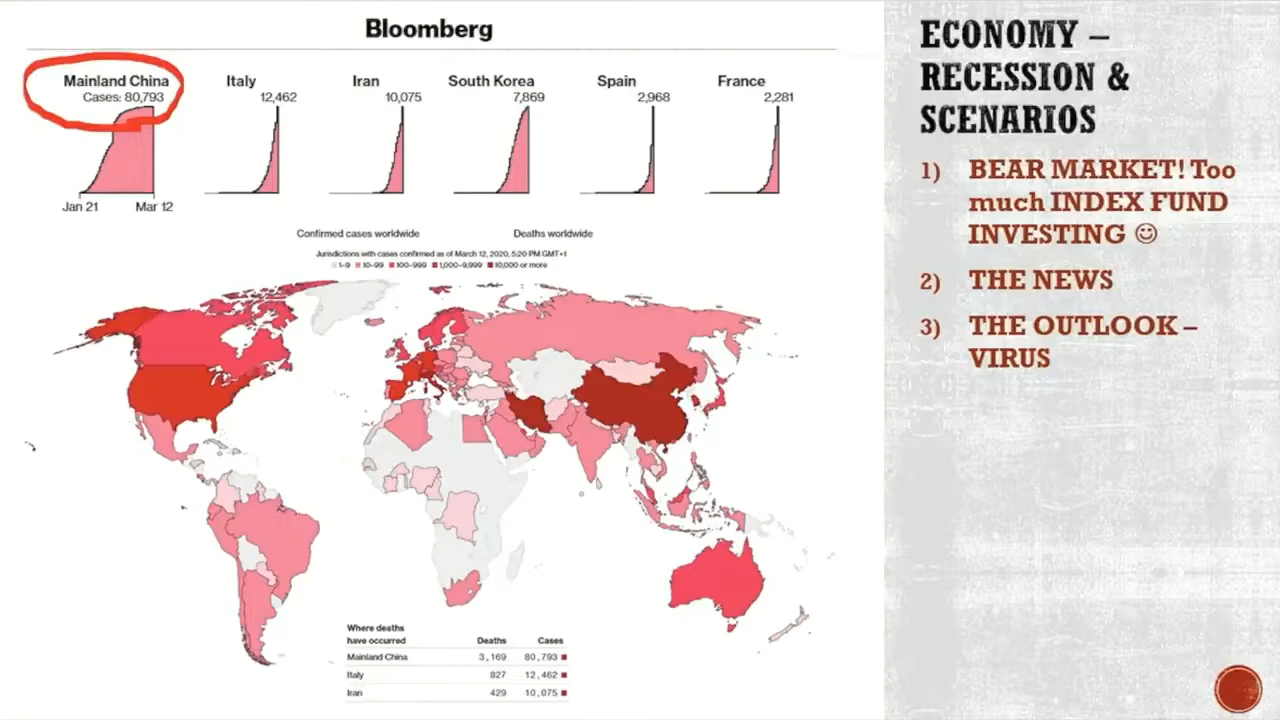 Bloomberg
Mainland China
Cases: 80,793
Jan 21
Mar 12
Italy
12,462
Iran
10,075
South Korea
7,869
Spain
2,968
France
2,281
Confirmed cases worldwide
Deaths worldwide
Jurisdictions with cases confirmed as of March 12, 2020, 5:20 PM GMT+1
1–9 10–99 100–999 1,000–9,999 10,000 or more
Where deaths
have occurred Deaths Cases
Mainland China 3,169 80,793
Italy 827 12,462
Iran 429 10,075
ECONOMY –
RECESSION &
SCENARIOS
1) BEAR MARKET! Too
much INDEX FUND
INVESTING ☺
2) THE NEWS
3) THE OUTLOOK –
VIRUS